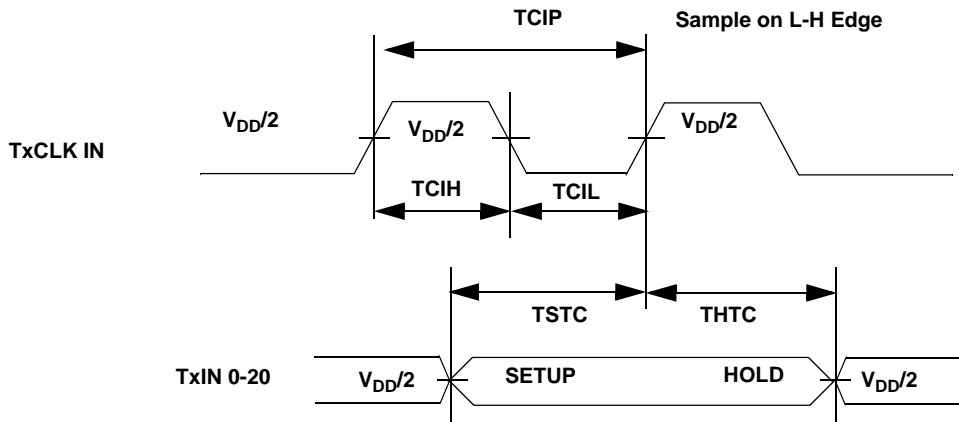 TCIP
Sample on L-H Edge
V_DD/2
V_DD/2
V_DD/2
TxCLK IN
TCIH
TCIL
TSTC
THTC
TxIN 0-20
V_DD/2
SETUP
HOLD
V_DD/2